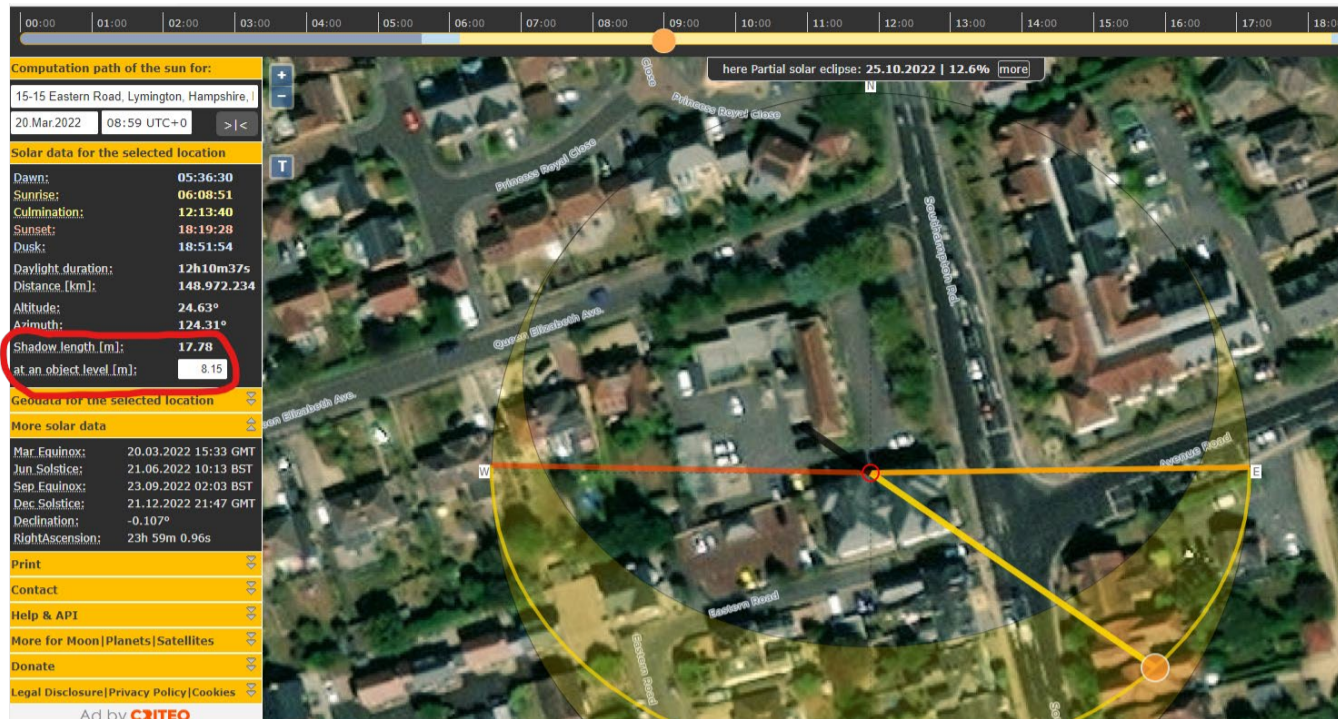 00:00 01:00 02:00 03:00 04:00 05:00 06:00 07:00 08:00 09:00 10:00 11:00 12:00 13:00 14:00 15:00 16:00 17:00
Computation path of the sun for:
15-15 Eastern Road, Lymington, Hampshire,
20.Mar.2022 08:59 UTC+0 >|<
Solar data for the selected location
Dawn: 05:36:30
Sunrise: 06:08:51
Culmination: 12:13:40
Sunset: 18:19:28
Dusk: 18:51:54
Daylight duration: 12h10m37s
Distance [km]: 148.972.234
Altitude: 24.63°
Azimuth: 124.31°
Shadow length [m]: 17.78
at an object level [m]: 8.15
Geodata for the selected location
More solar data
Mar Equinox: 20.03.2022 15:33 GMT
Jun Solstice: 21.06.2022 10:13 BST
Sep Equinox: 23.09.2022 02:03 BST
Dec Solstice: 21.12.2022 21:47 GMT
Declination: -0.107°
RightAscension: 23h 59m 0.96s
Print
Contact
Help & API
More for Moon|Planets|Satellites
Donate
Legal Disclosure|Privacy Policy|Cookies
Ad by CRITEO
+
−
T
here Partial solar eclipse: 25.10.2022 | 12.6% more
N
Close
Princess Royal Close
Princess Royal Close
Southampton Rd.
Queen Elizabeth Ave.
Elizabeth Ave.
Avenue Road
W
E
Eastern Road
Eastern Road